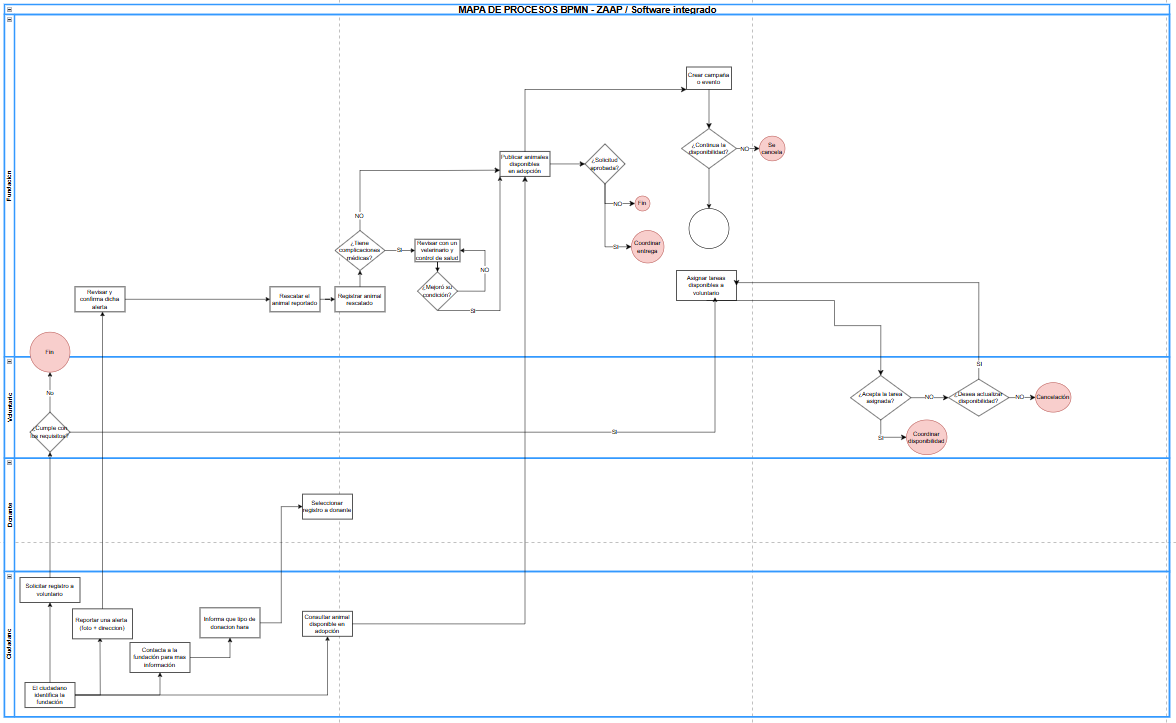 MAPA DE PROCESOS BPMN - ZAAP / Software integrado
Fundacion
Crear campaña
o evento
¿Continua la
disponibilidad?
NO
Se
cancela
Publicar animales
disponibles
en adopción
¿Solicitud
aprobada?
NO
Fin
SI
Coordinar
entrega
NO
¿Tiene
complicaciones
médicas?
SI
Revisar con un
veterinario y
control de salud
NO
¿Mejoró su
condición?
SI
Revisar y
confirma dicha
alerta
Rescatar el
animal reportado
Registrar animal
rescatado
Asignar tareas
disponibles a
voluntario
Fin
Voluntario
No
¿Cumple con
los requisitos?
SI
SI
¿Acepta la tarea
asignada?
NO
¿Desea actualizar
disponibilidad?
NO
Cancelación
SI
Coordinar
disponibilidad
Donante
Seleccionar
registro a donante
Ciudadano
Solicitar registro a
voluntario
Reportar una alerta
(foto + direccion)
Informa que tipo de
donacion hara
Consultar animal
disponible en
adopción
Contacta a la
fundación para mas
información
El ciudadano
identifica la
fundación